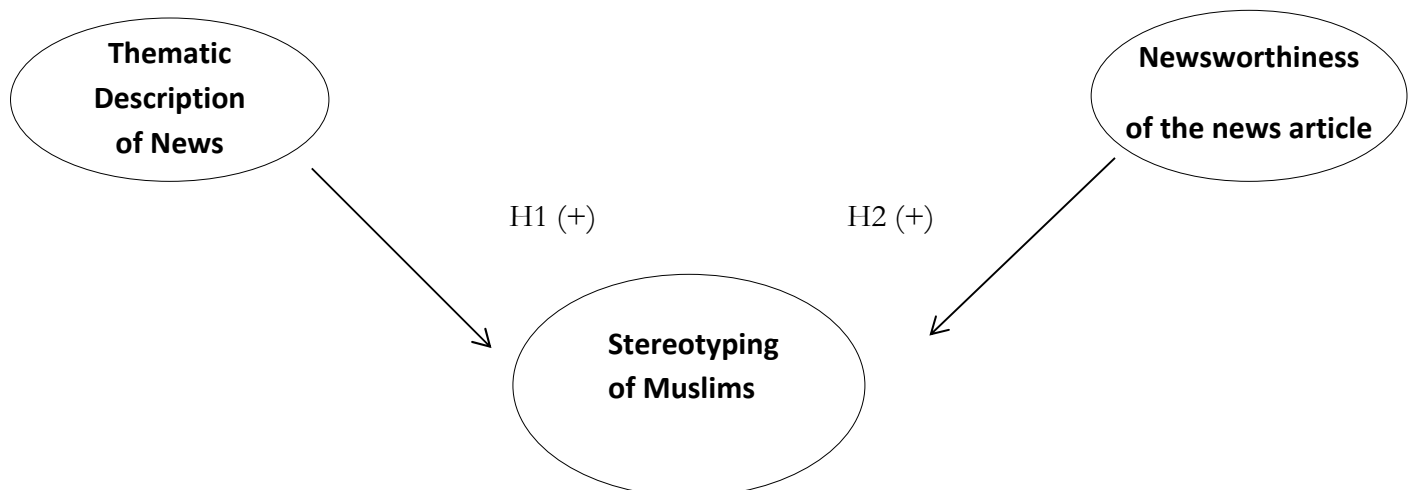 Thematic
Description
of News
Newsworthiness
of the news article
H1 (+)
H2 (+)
Stereotyping
of Muslims